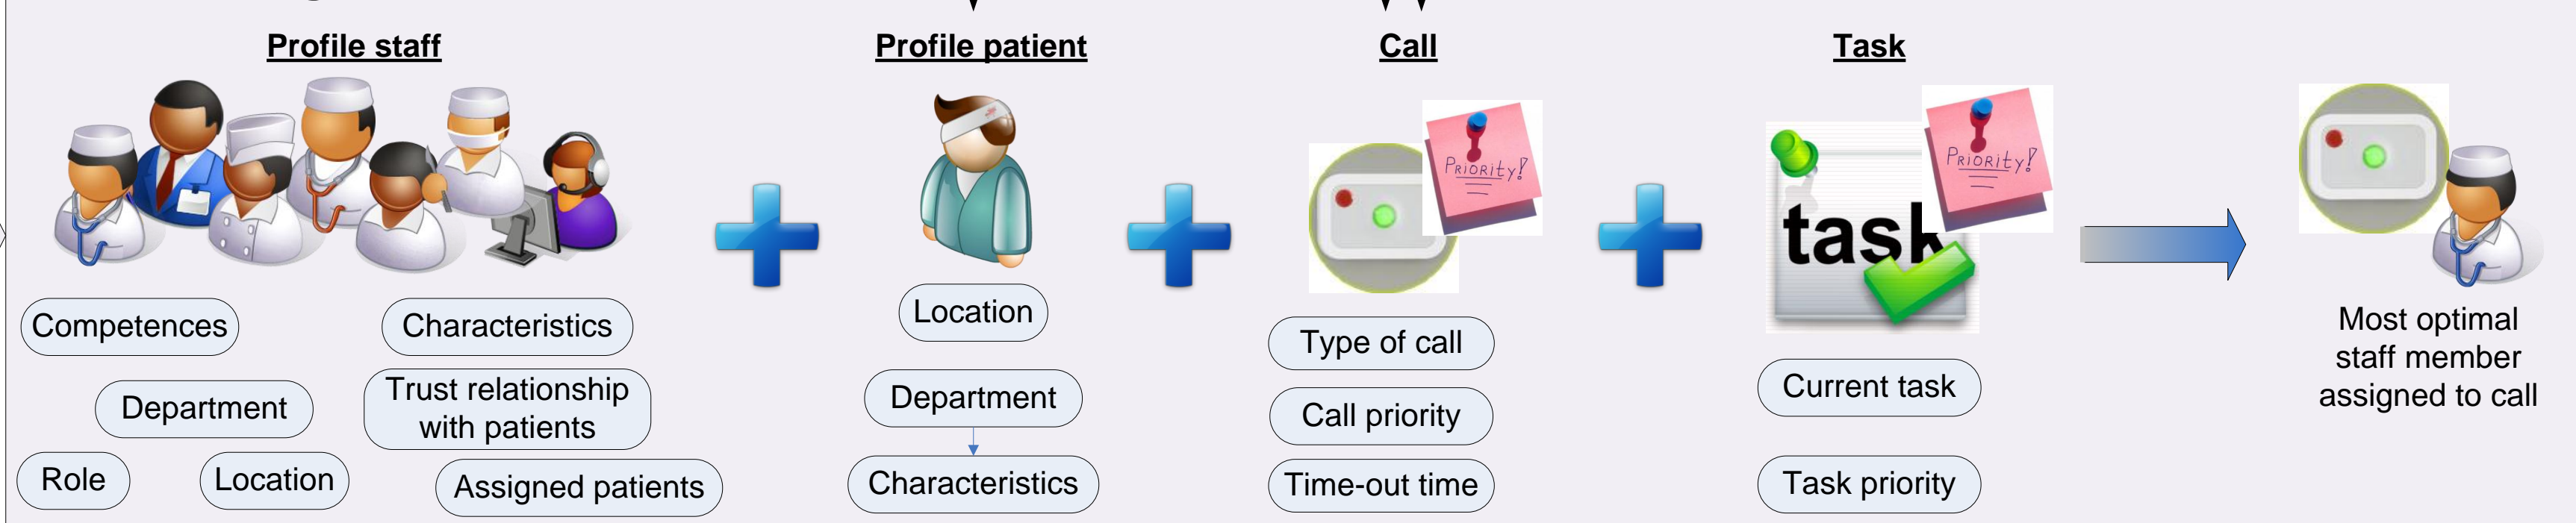 Profile staff
Profile patient
Call
Task
PRIORITY!
PRIORITY!
task
Competences
Characteristics
Department
Trust relationship
with patients
Role
Location
Assigned patients
Location
Department
Characteristics
Type of call
Call priority
Time-out time
Current task
Task priority
Most optimal
staff member
assigned to call